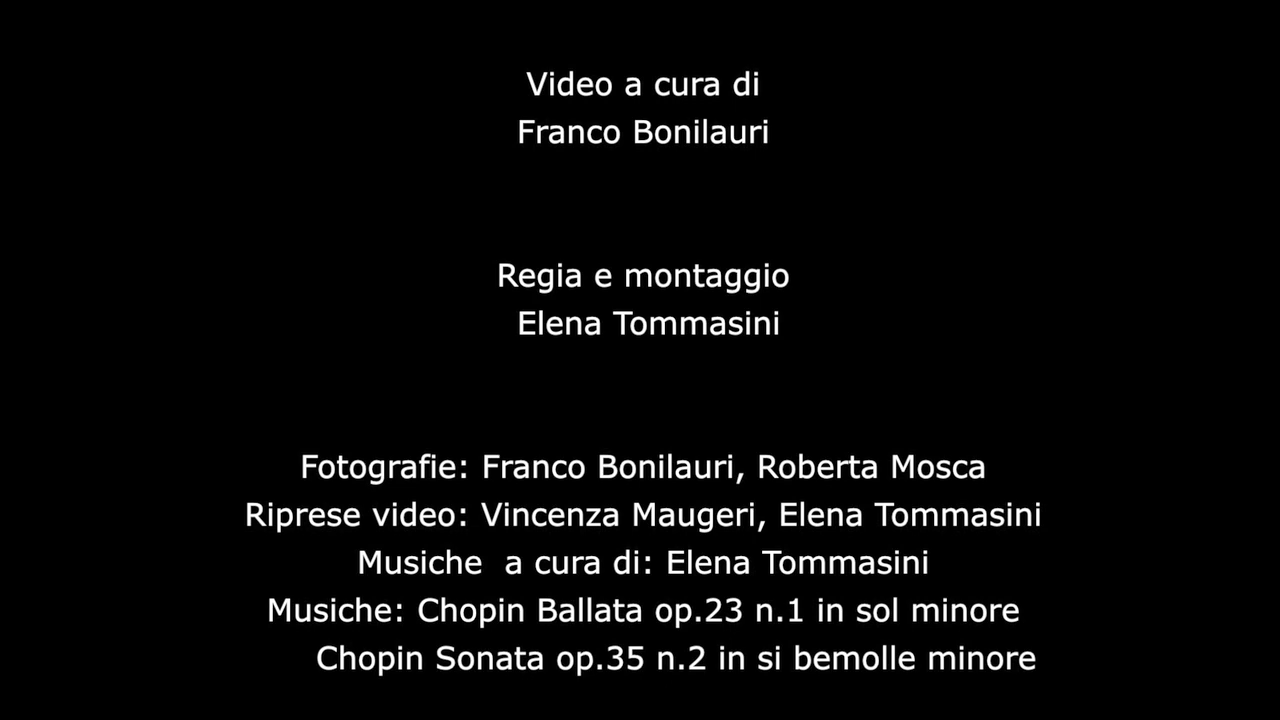 Video a cura di
Franco Bonilauri
Regia e montaggio
Elena Tommasini
Fotografie: Franco Bonilauri, Roberta Mosca
Riprese video: Vincenza Maugeri, Elena Tommasini
Musiche  a cura di: Elena Tommasini
Musiche: Chopin Ballata op.23 n.1 in sol minore
Chopin Sonata op.35 n.2 in si bemolle minore